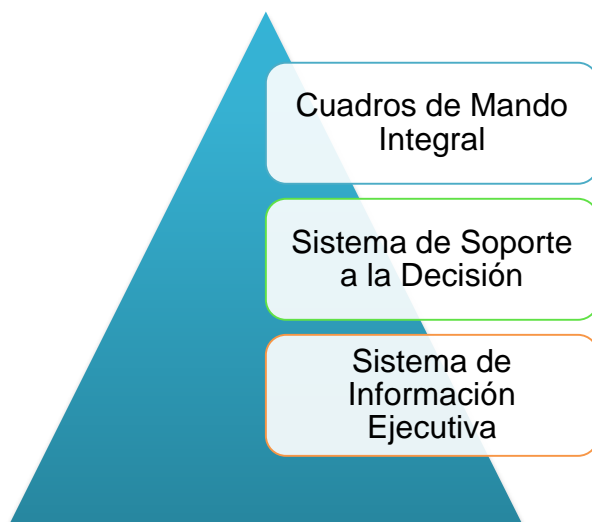 Cuadros de Mando
Integral
Sistema de Soporte
a la Decisión
Sistema de
Información
Ejecutiva